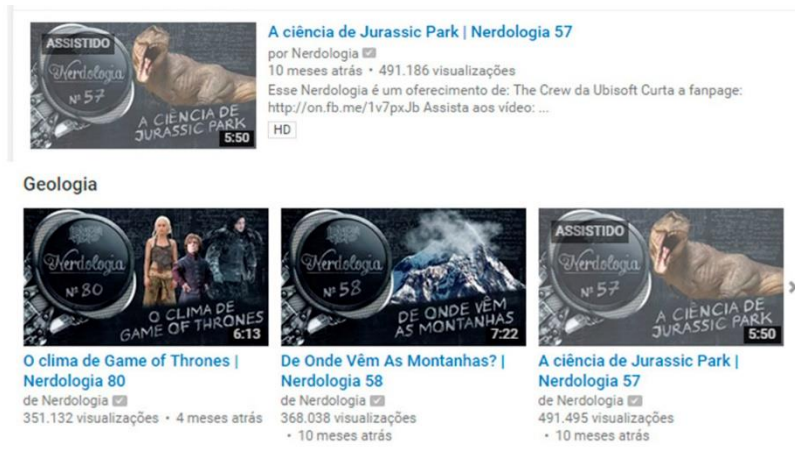 ASSISTIDO
Nerdologia
Nº 57
A CIÊNCIA DE
JURASSIC PARK
5:50
A ciência de Jurassic Park | Nerdologia 57
por Nerdologia
10 meses atrás • 491.186 visualizações
Esse Nerdologia é um oferecimento de: The Crew da Ubisoft Curta a fanpage:
http://on.fb.me/1v7pxJb Assista aos vídeo: ...
HD
Geologia
Nerdologia
Nº 80
O CLIMA DE
GAME OF THRONES
6:13
O clima de Game of Thrones |
Nerdologia 80
de Nerdologia
351.132 visualizações • 4 meses atrás
Nerdologia
Nº 58
DE ONDE VÊM
AS MONTANHAS?
7:22
De Onde Vêm As Montanhas? |
Nerdologia 58
de Nerdologia
368.038 visualizações
• 10 meses atrás
ASSISTIDO
Nerdologia
Nº 57
A CIÊNCIA DE
JURASSIC PARK
5:50
A ciência de Jurassic Park |
Nerdologia 57
de Nerdologia
491.495 visualizações
• 10 meses atrás